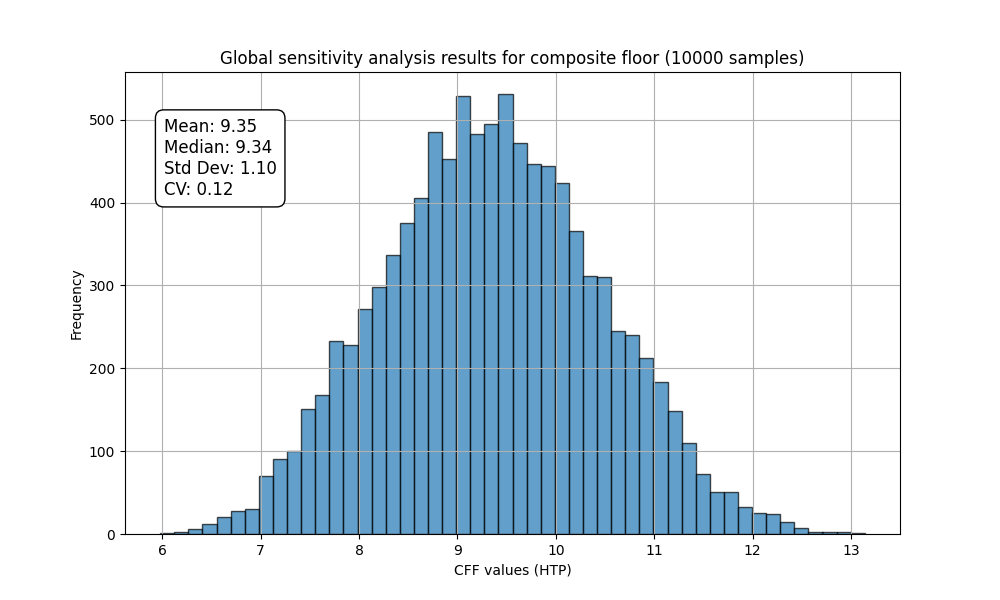 Global sensitivity analysis results for composite floor (10000 samples)
Mean: 9.35
Median: 9.34
Std Dev: 1.10
CV: 0.12
Frequency
500
400
300
200
100
0
6 7 8 9 10 11 12 13
CFF values (HTP)